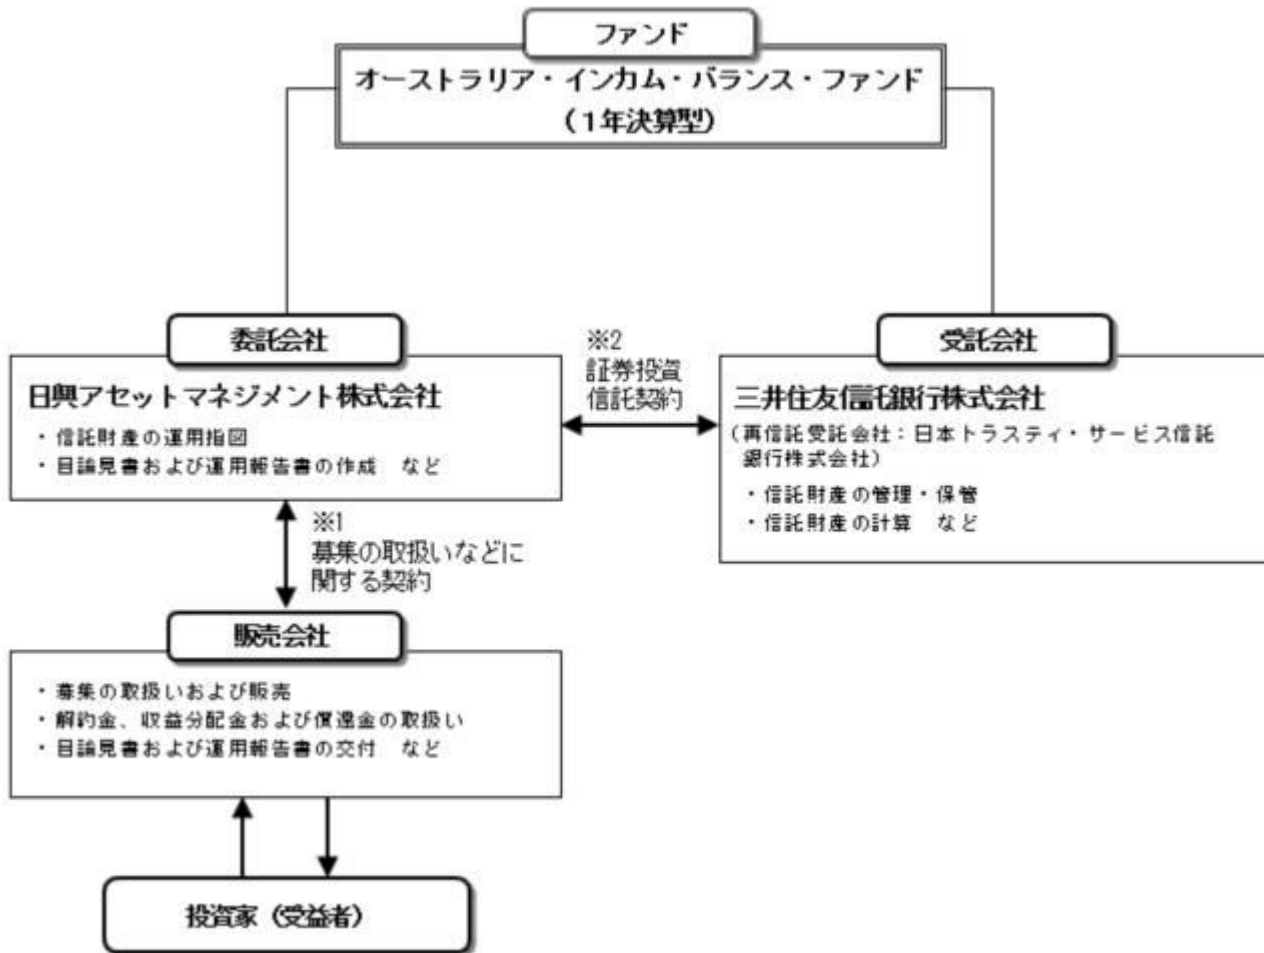 ファンド
オーストラリア・インカム・バランス・ファンド
(1年決算型)
委託会社
日興アセットマネジメント株式会社
・信託財産の運用指図
・目論見書および運用報告書の作成 など
※2
証券投資
信託契約
受託会社
三井住友信託銀行株式会社
(再信託受託会社:日本トラスティ・サービス信託
銀行株式会社)
・信託財産の管理・保管
・信託財産の計算 など
※1
募集の取扱いなどに
関する契約
販売会社
・募集の取扱いおよび販売
・解約金、収益分配金および償還金の取扱い
・目論見書および運用報告書の交付 など
投資家(受益者)